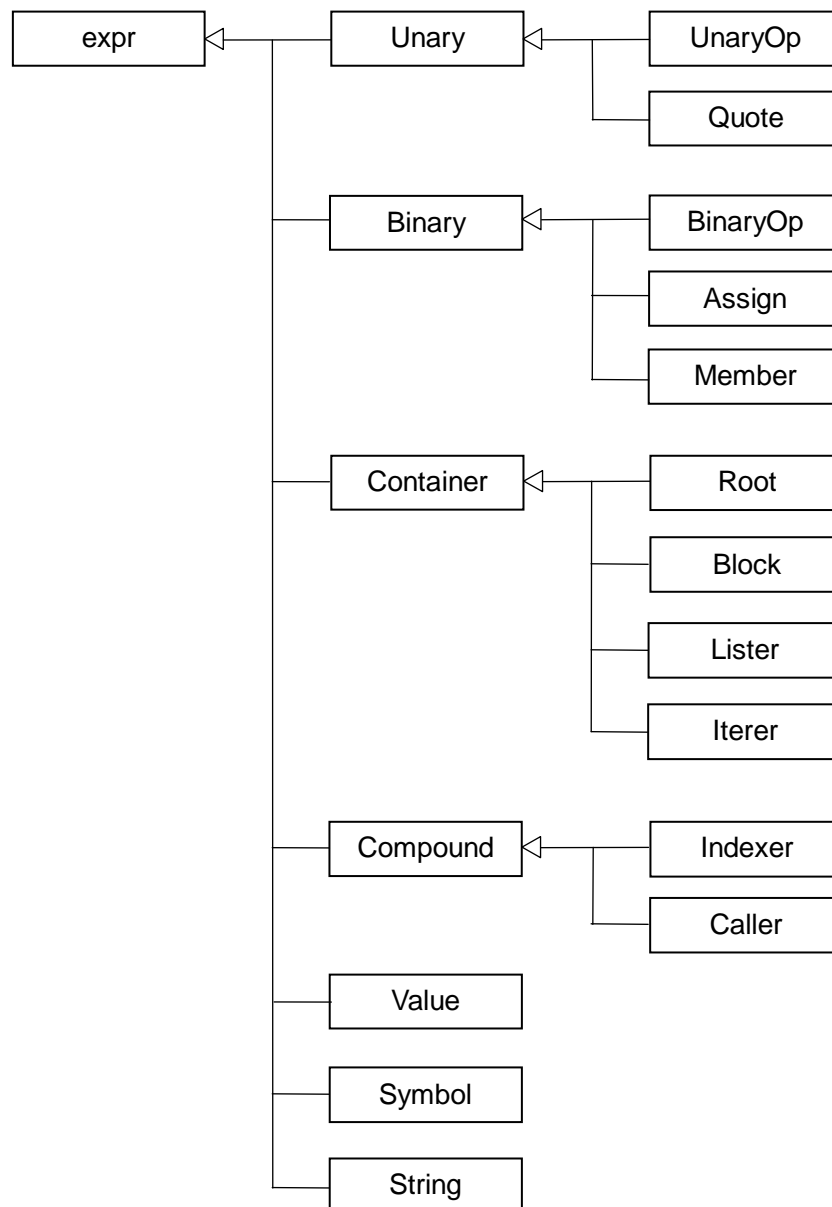 expr
Unary
UnaryOp
Quote
Binary
BinaryOp
Assign
Member
Container
Root
Block
Lister
Iterer
Compound
Indexer
Caller
Value
Symbol
String